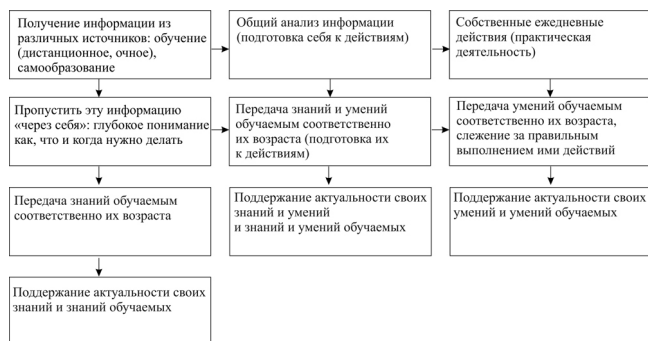 Получение информации из
различных источников: обучение
(дистанционное, очное),
самообразование
Общий анализ информации
(подготовка себя к действиям)
Собственные ежедневные
действия (практическая
деятельность)
Пропустить эту информацию
«через себя»: глубокое понимание
как, что и когда нужно делать
Передача знаний и умений
обучаемым соответственно
их возраста (подготовка их
к действиям)
Передача умений обучаемым
соответственно их возраста,
слежение за правильным
выполнением ими действий
Передача знаний обучаемым
соответственно их возраста
Поддержание актуальности своих
знаний и умений
и знаний и умений обучаемых
Поддержание актуальности своих
умений и умений обучаемых
Поддержание актуальности своих
знаний и знаний обучаемых